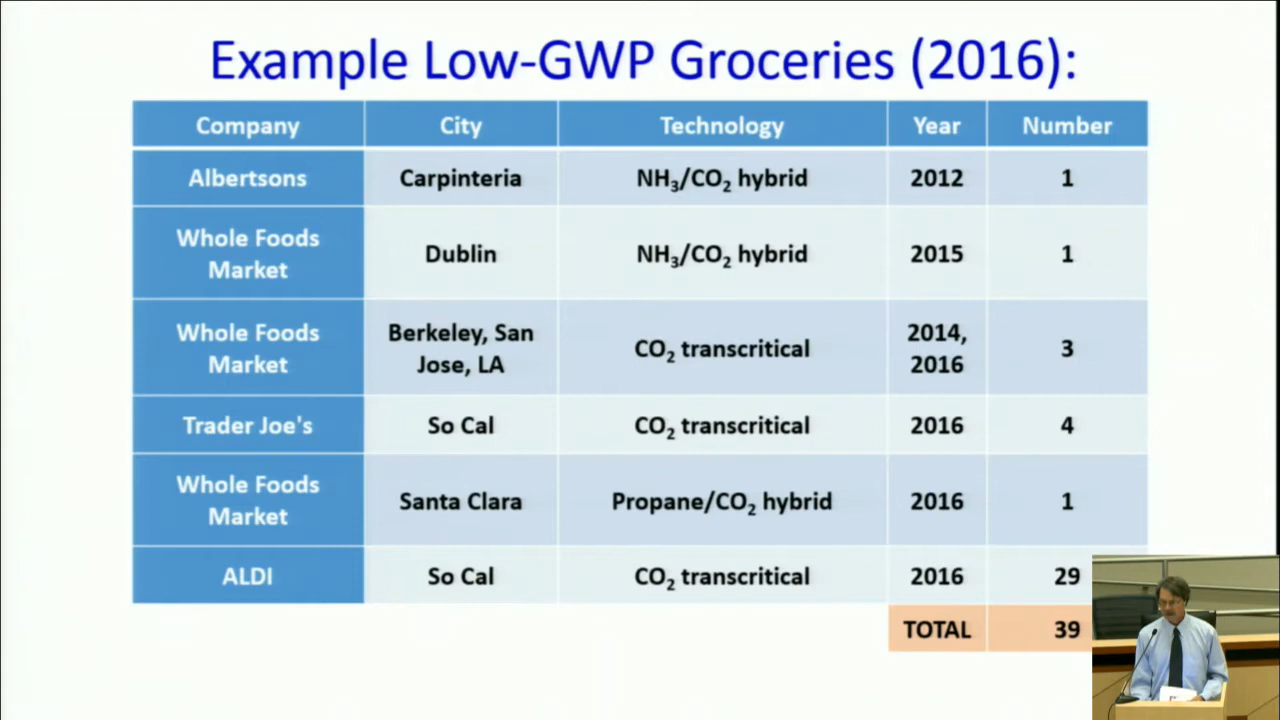 Example Low-GWP Groceries (2016):
Company City Technology Year Number
Albertsons Carpinteria NH₃/CO₂ hybrid 2012 1
Whole Foods
Market Dublin NH₃/CO₂ hybrid 2015 1
Whole Foods
Market Berkeley, San
Jose, LA CO₂ transcritical 2014,
2016 3
Trader Joe's So Cal CO₂ transcritical 2016 4
Whole Foods
Market Santa Clara Propane/CO₂ hybrid 2016 1
ALDI So Cal CO₂ transcritical 2016 29
TOTAL 39